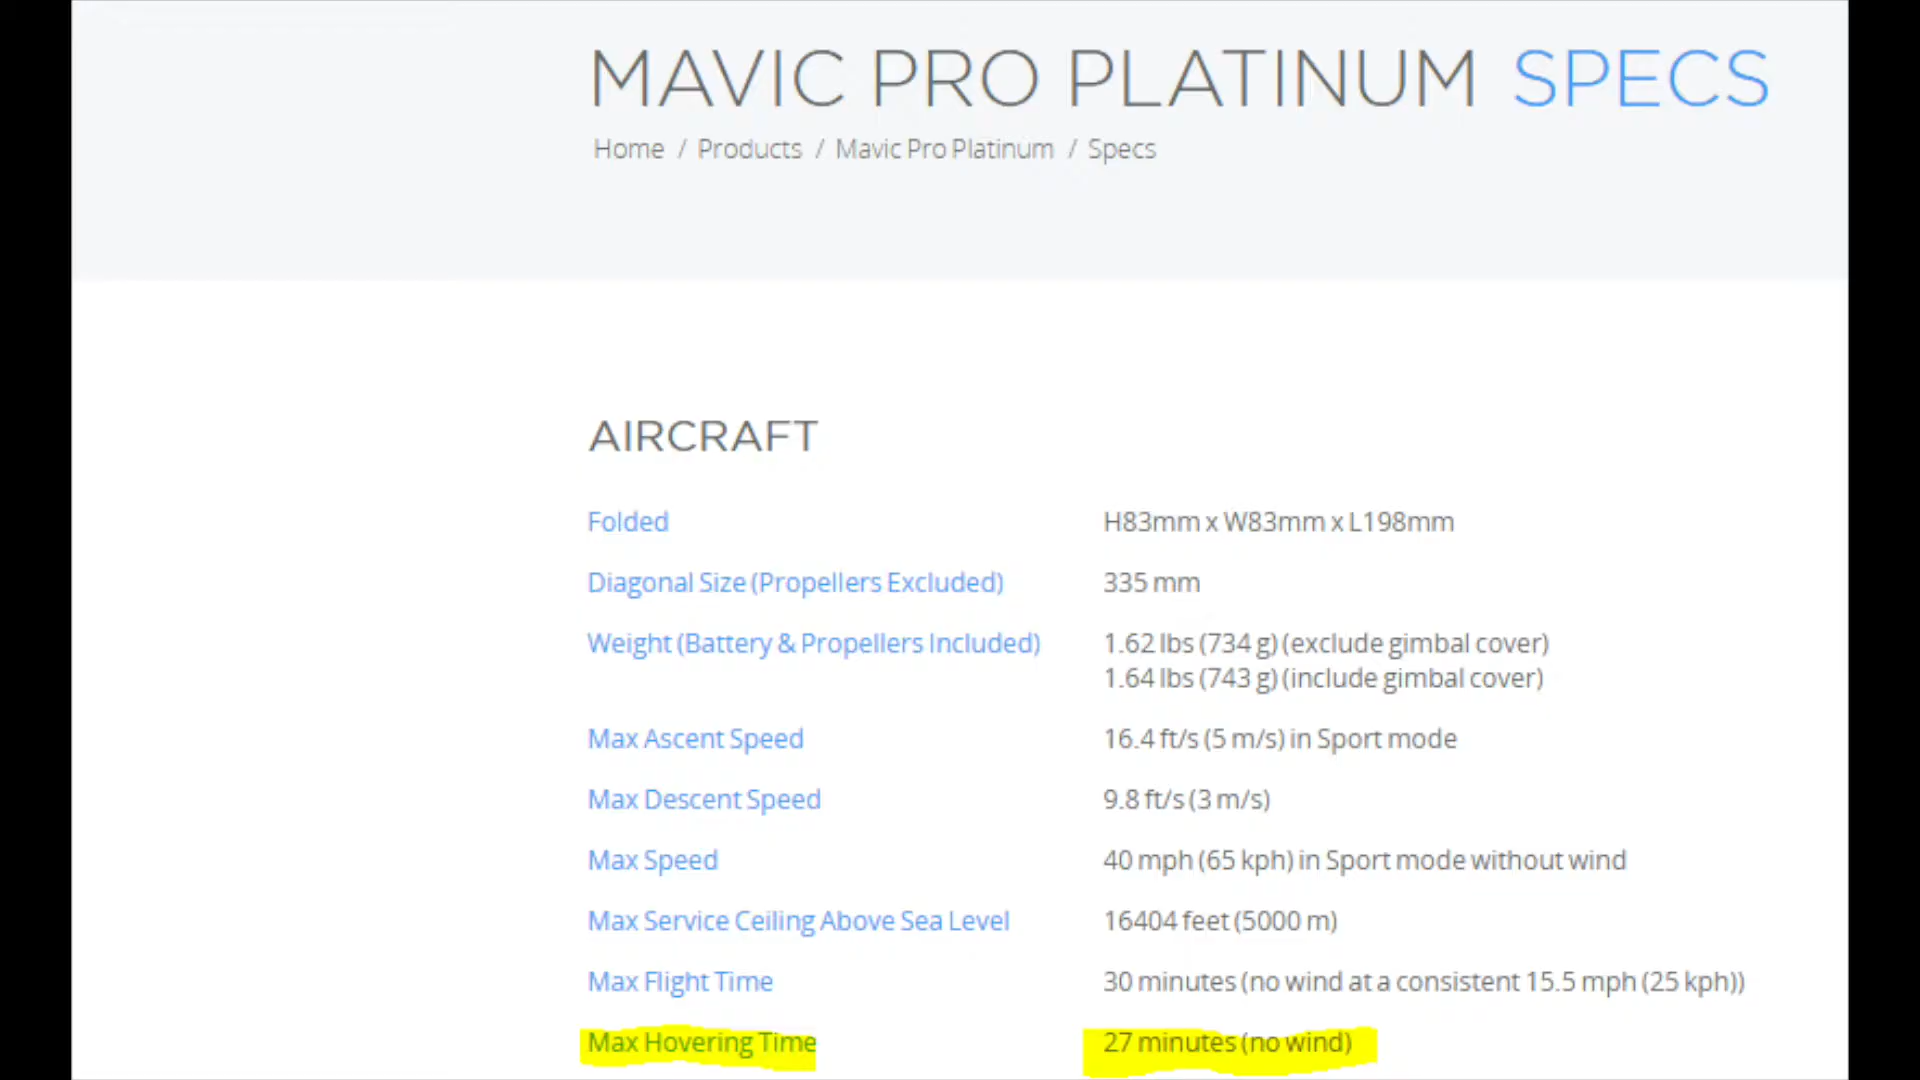 MAVIC PRO PLATINUM SPECS
Home / Products / Mavic Pro Platinum / Specs
AIRCRAFT
Folded H83mm x W83mm x L198mm
Diagonal Size (Propellers Excluded) 335 mm
Weight (Battery & Propellers Included) 1.62 lbs (734 g) (exclude gimbal cover)
1.64 lbs (743 g) (include gimbal cover)
Max Ascent Speed 16.4 ft/s (5 m/s) in Sport mode
Max Descent Speed 9.8 ft/s (3 m/s)
Max Speed 40 mph (65 kph) in Sport mode without wind
Max Service Ceiling Above Sea Level 16404 feet (5000 m)
Max Flight Time 30 minutes (no wind at a consistent 15.5 mph (25 kph))
Max Hovering Time 27 minutes (no wind)